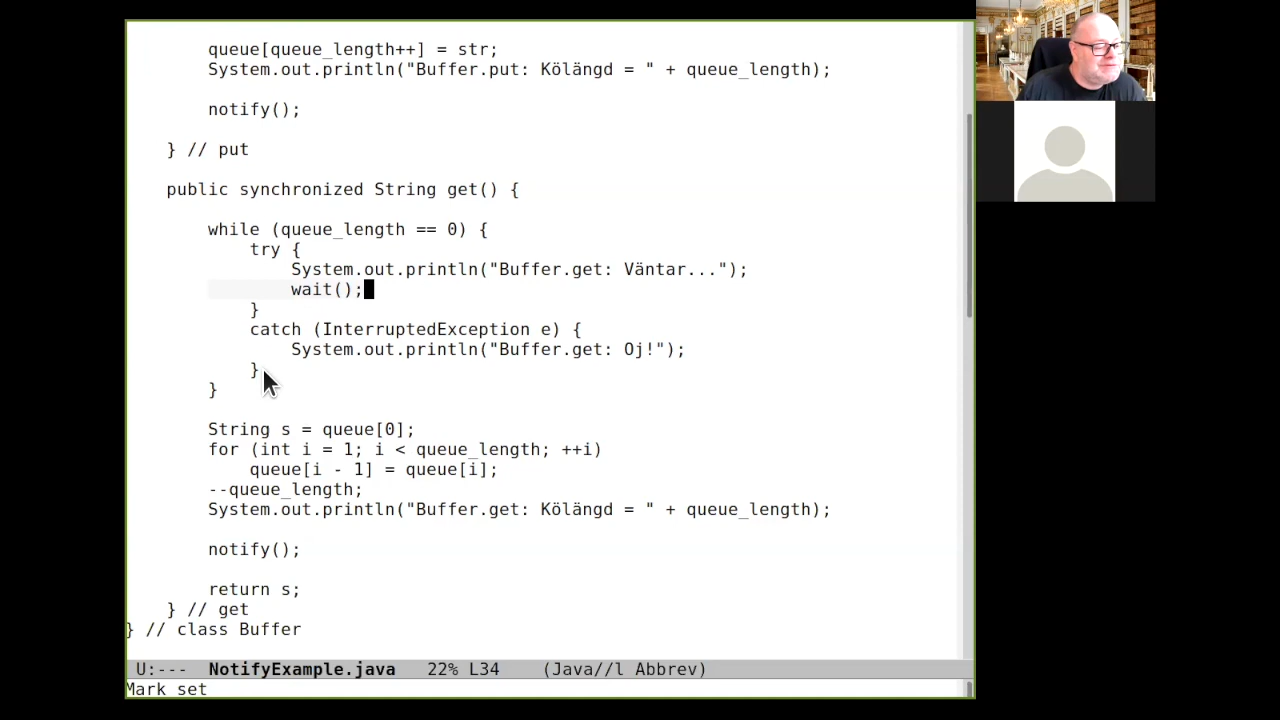 queue[queue_length++] = str;
System.out.println("Buffer.put: Kölängd = " + queue_length);
notify();
} // put
public synchronized String get() {
while (queue_length == 0) {
try {
System.out.println("Buffer.get: Väntar...");
wait();
}
catch (InterruptedException e) {
System.out.println("Buffer.get: Oj!");
}
}
String s = queue[0];
for (int i = 1; i < queue_length; ++i)
queue[i - 1] = queue[i];
--queue_length;
System.out.println("Buffer.get: Kölängd = " + queue_length);
notify();
return s;
} // get
} // class Buffer
U:--- NotifyExample.java 22% L34 (Java//l Abbrev)
Mark set